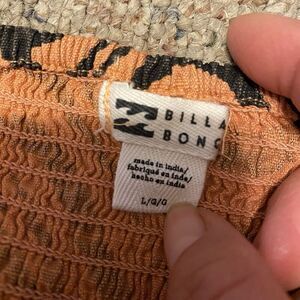 BILLA
BONG
made in india/
fabriqué en inde/
hecho en india
L/G/G